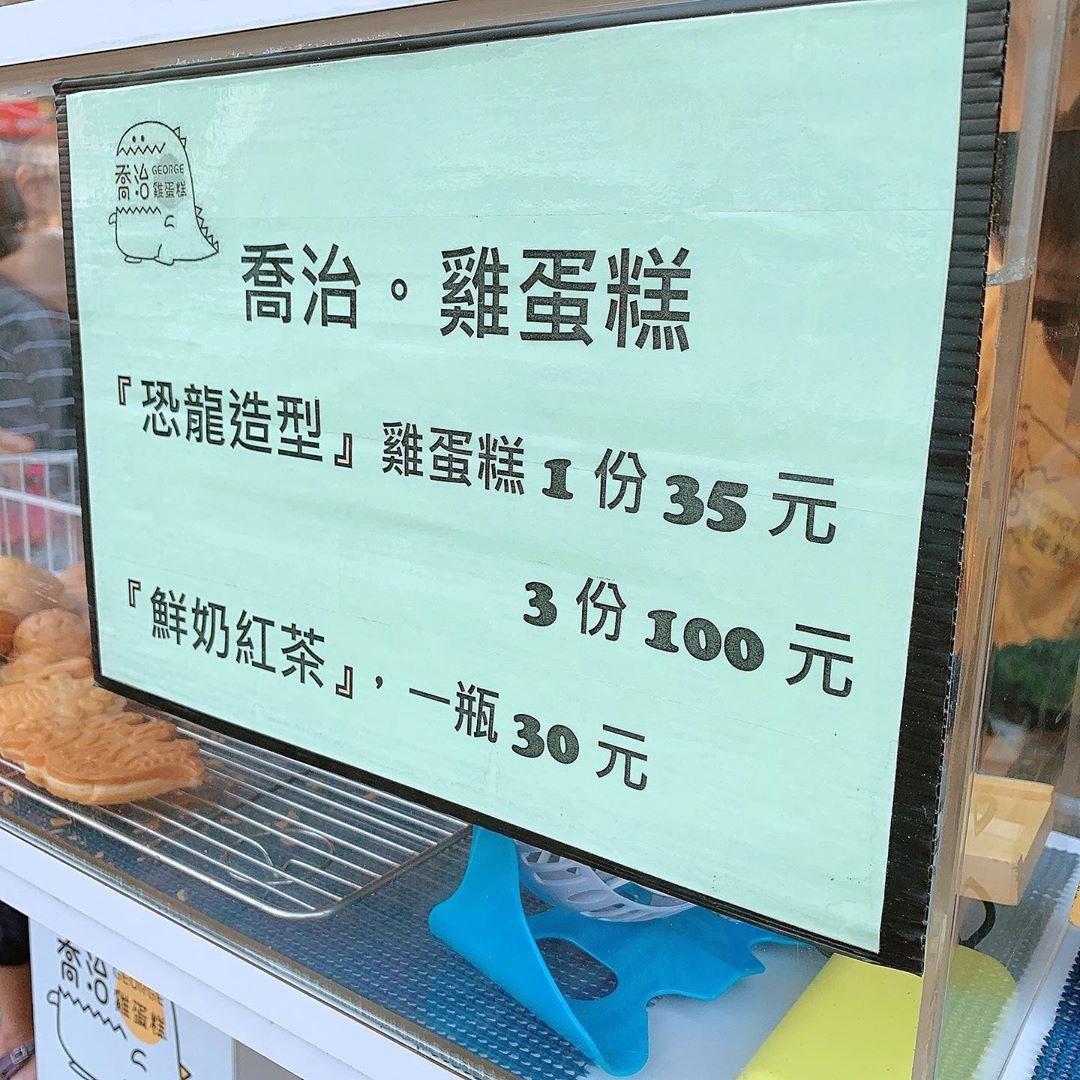 喬治 GEORGE
雞蛋糕
喬治。雞蛋糕
『恐龍造型』雞蛋糕 1 份 35 元
3 份 100 元
『鮮奶紅茶』,一瓶 30 元
喬治 GEORGE
雞蛋糕